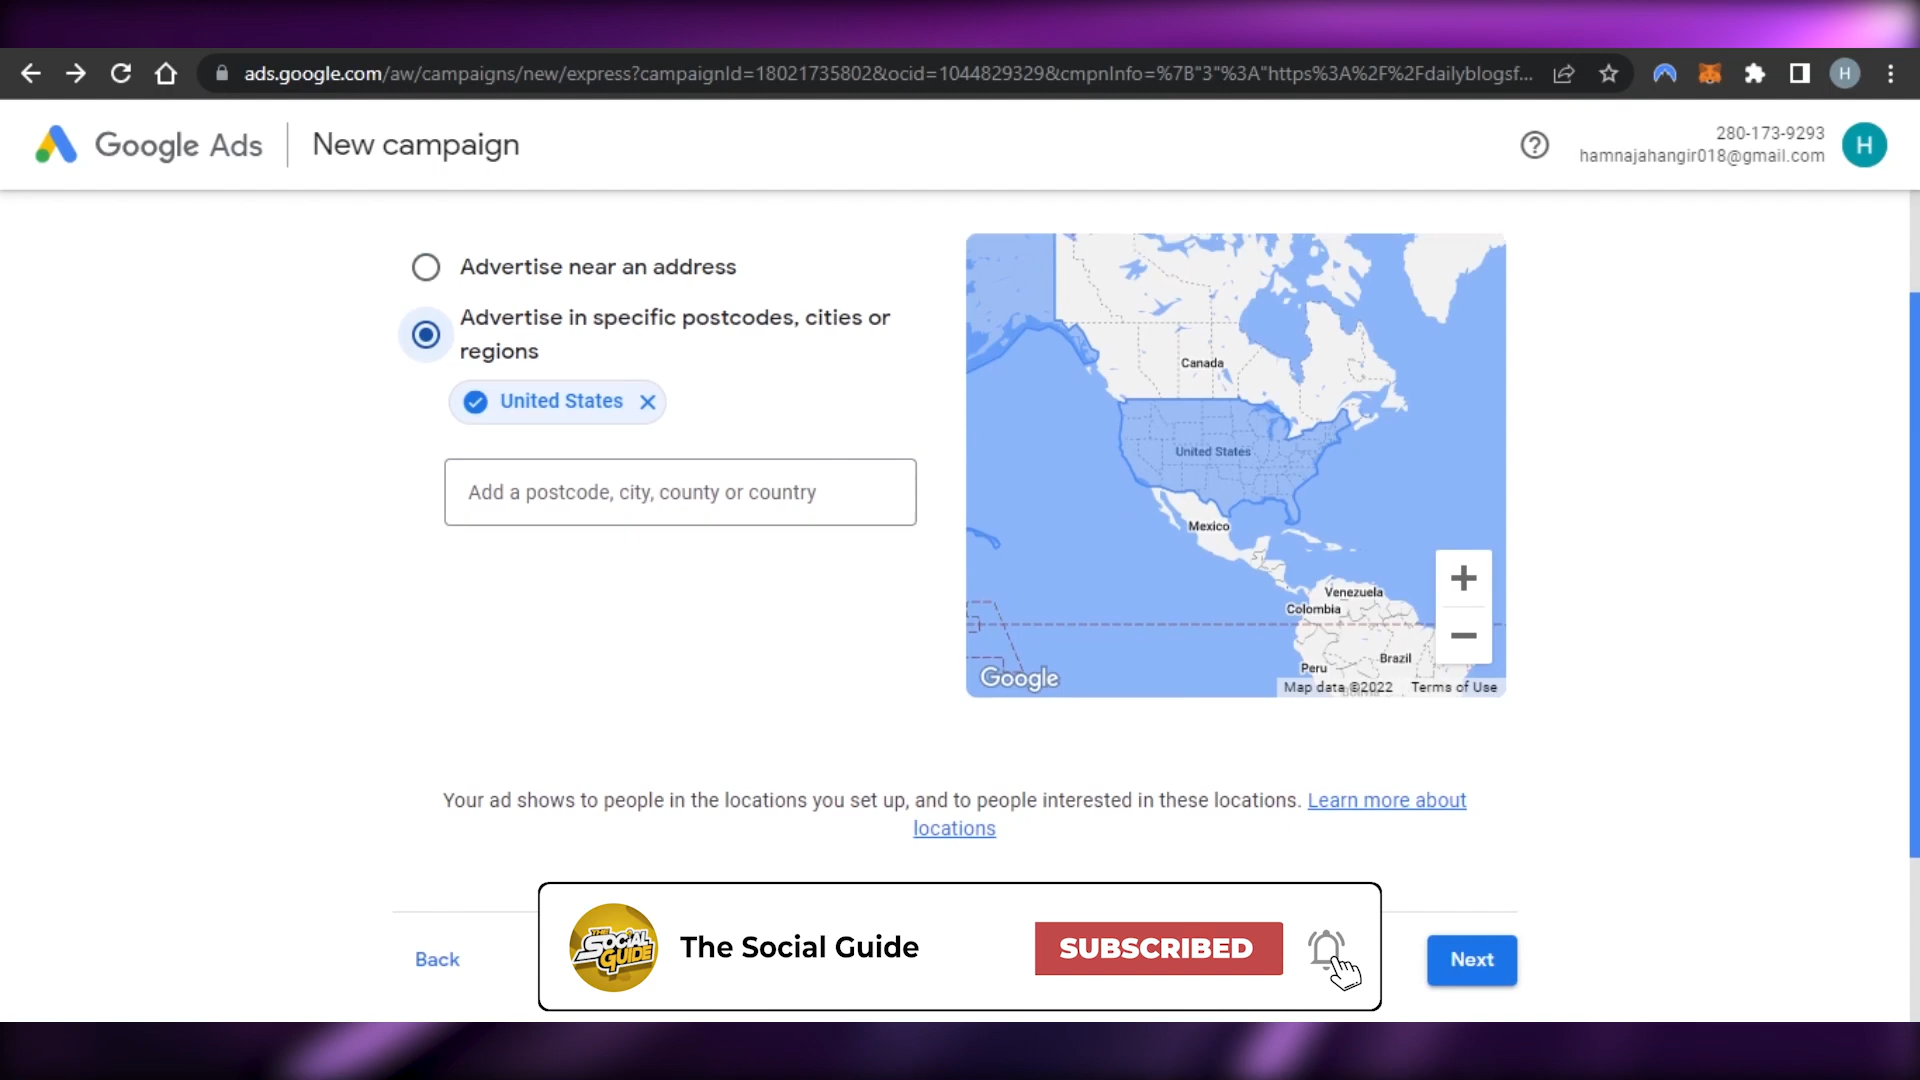 ads.google.com/aw/campaigns/new/express?campaignId=18021735802&ocid=1044829329&cmpnInfo=%7B"3"%3A"https%3A%2F%2Fdailyblogsf...
H
Google Ads
New campaign
280-173-9293
hamnajahangir018@gmail.com
H
Advertise near an address
Advertise in specific postcodes, cities or
regions
United States
Add a postcode, city, county or country
Canada
United States
Mexico
Venezuela
Colombia
Brazil
Peru
Google
Map data ©2022
Terms of Use
Your ad shows to people in the locations you set up, and to people interested in these locations. Learn more about
locations
Back
THE SOCIAL GUIDE
The Social Guide
SUBSCRIBED
Next